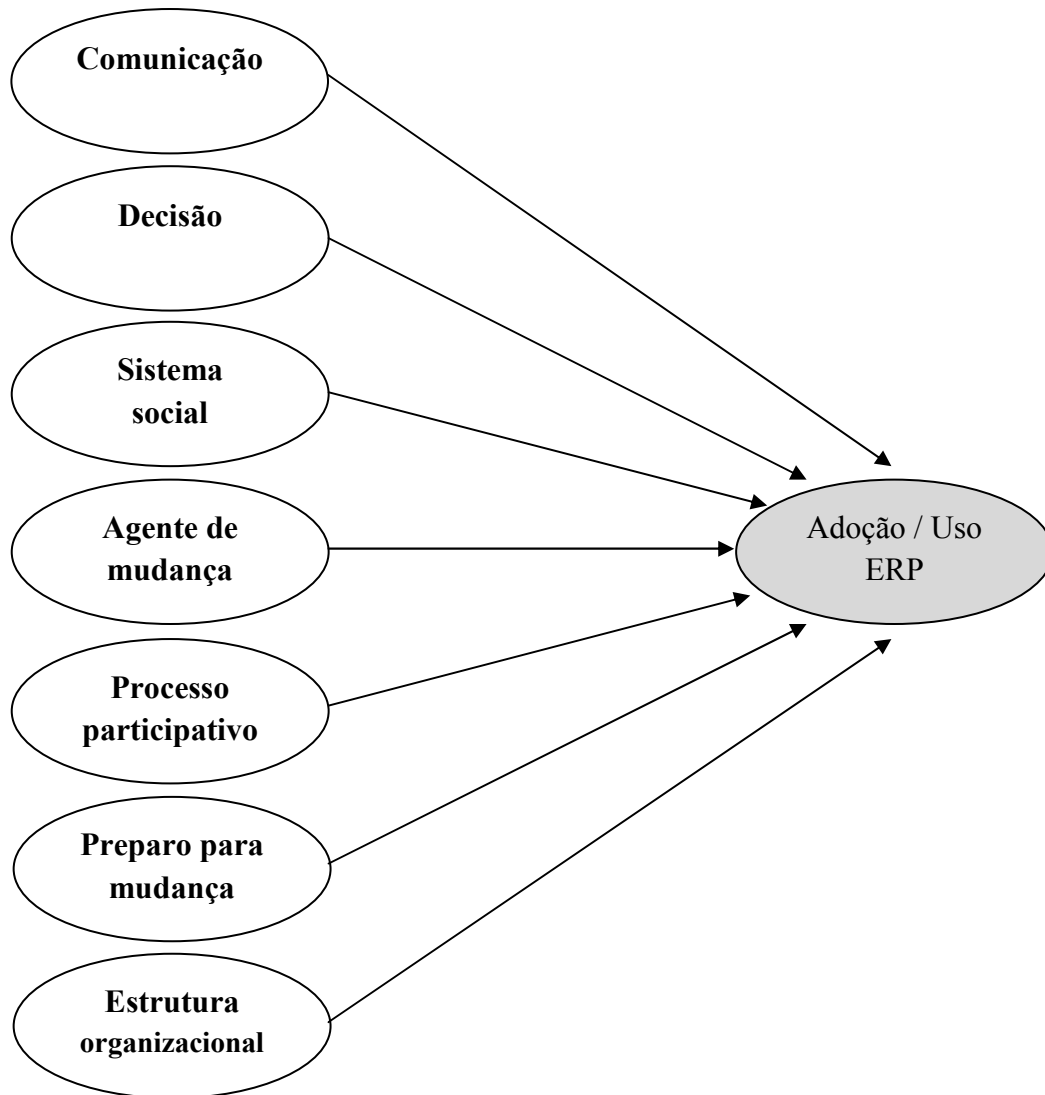 Comunicação
Decisão
Sistema
social
Agente de
mudança
Processo
participativo
Preparo para
mudança
Estrutura
organizacional
Adoção / Uso
ERP